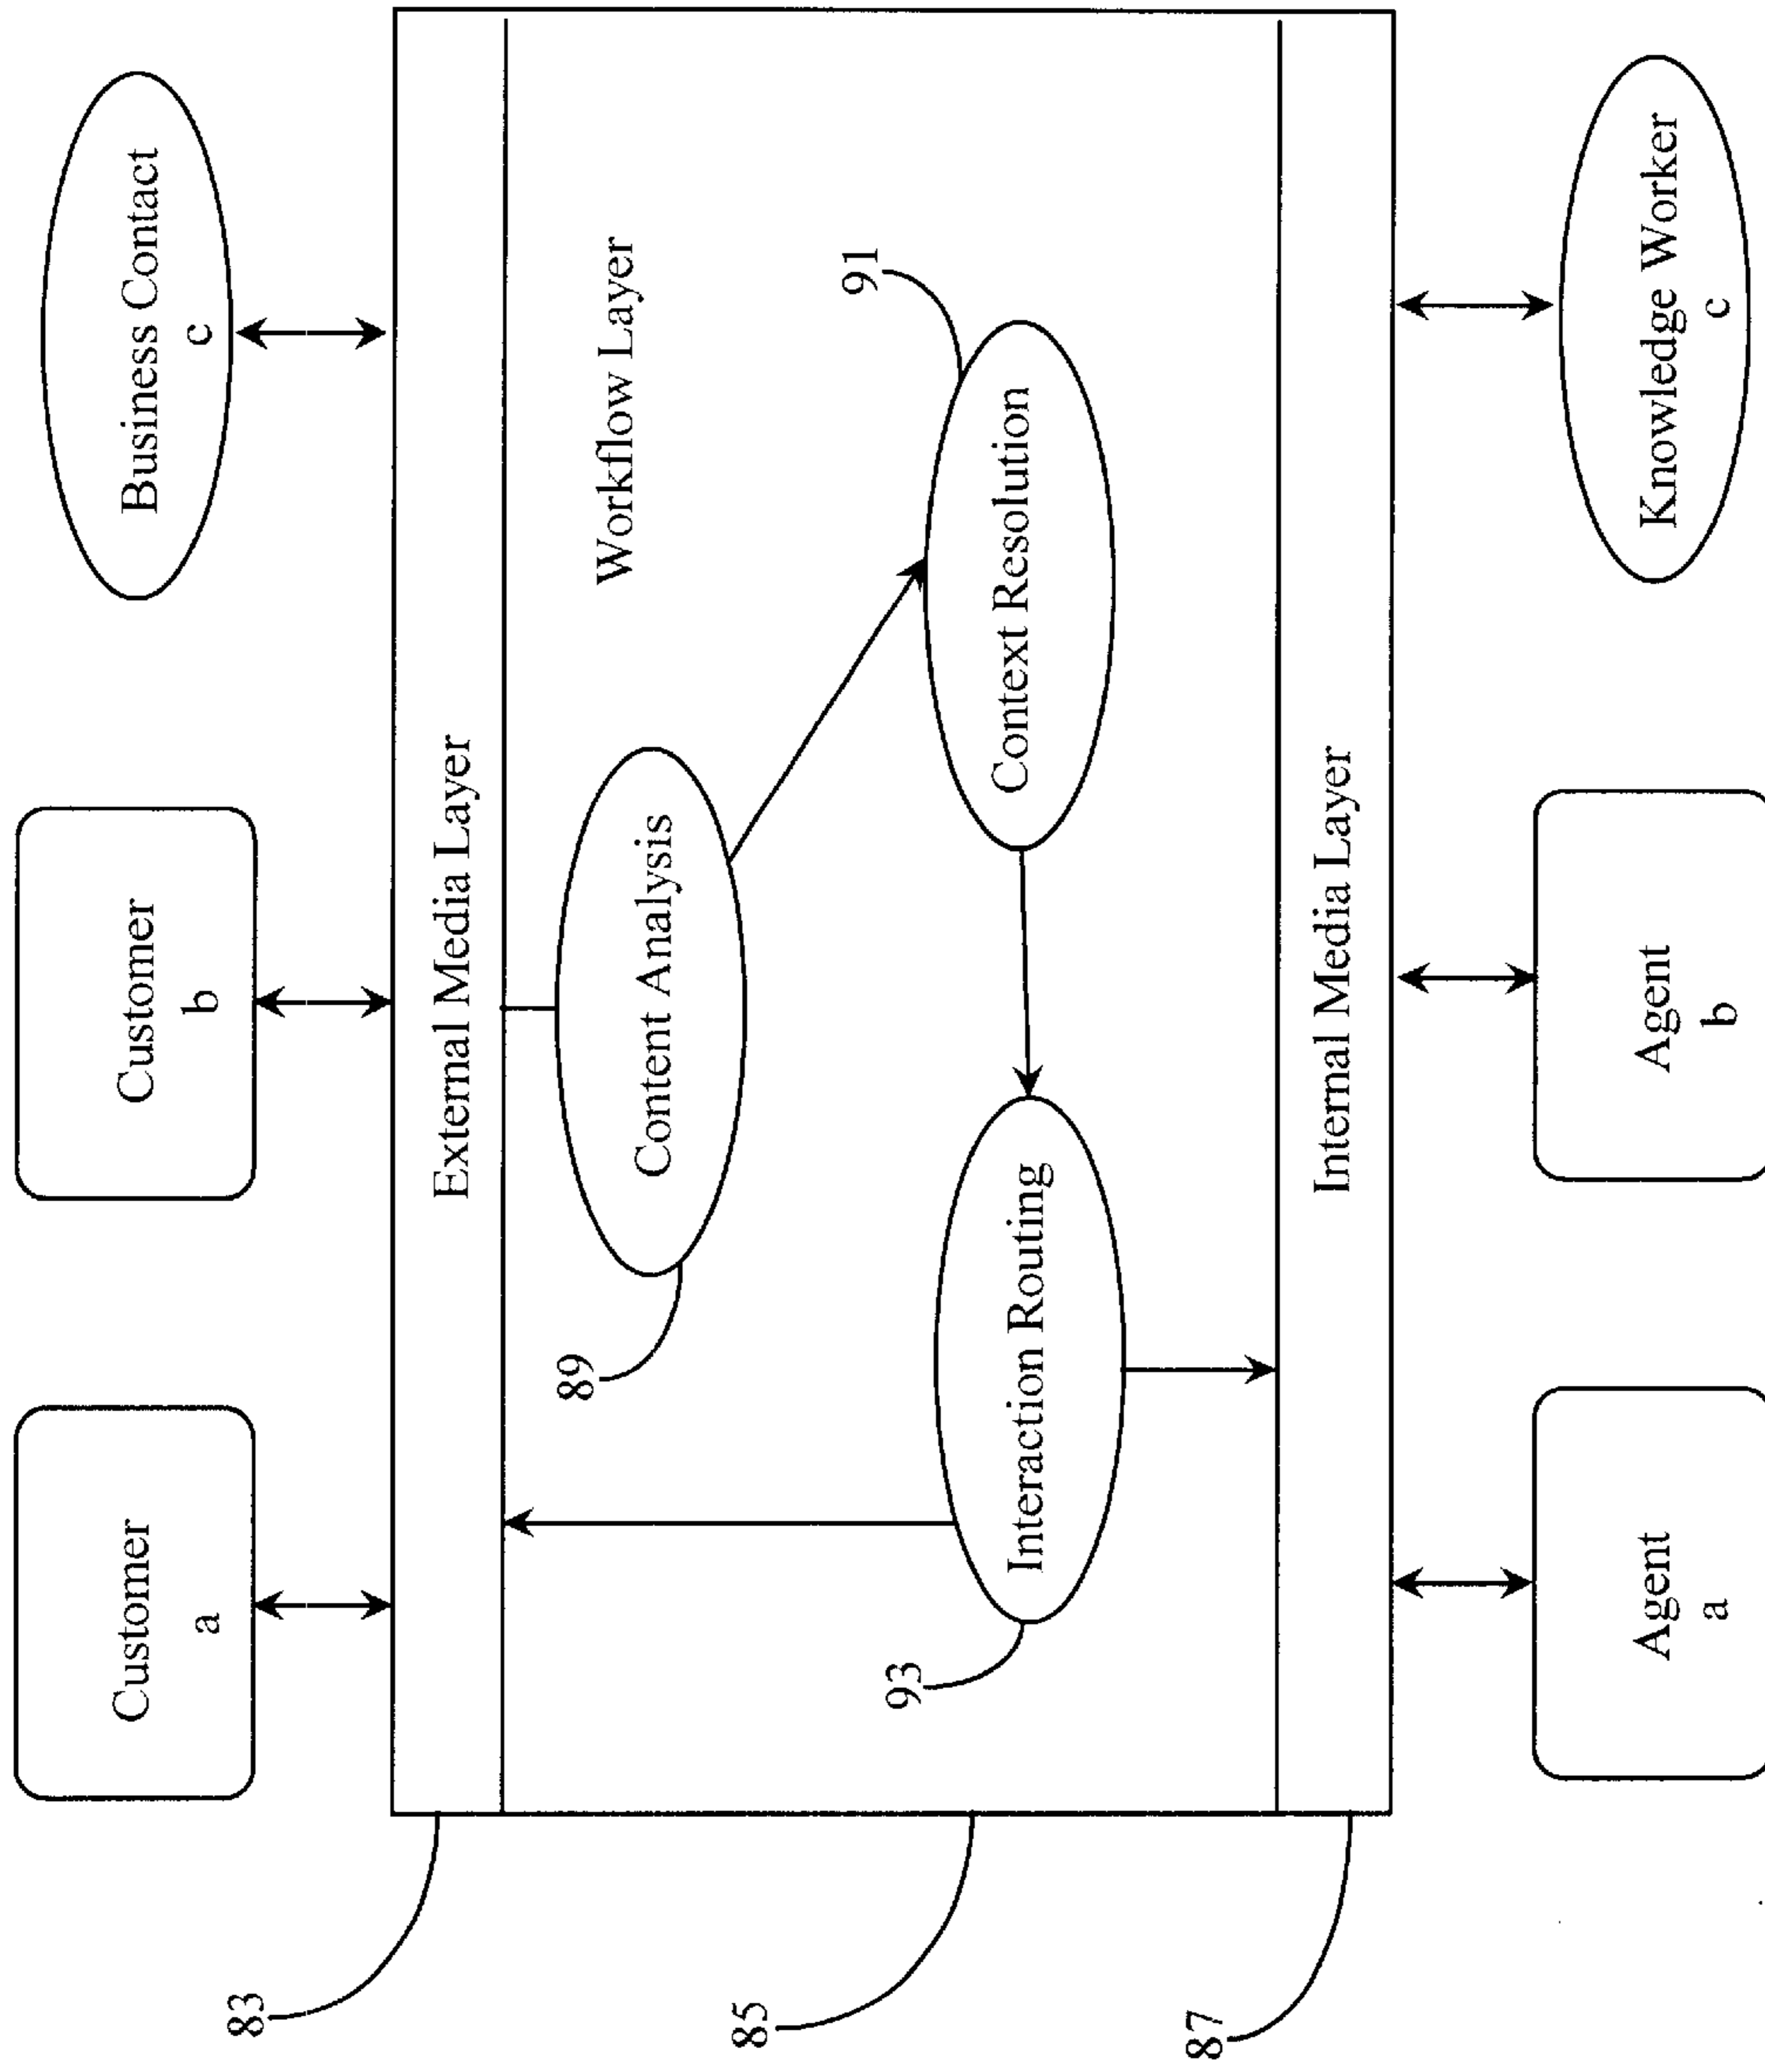 Customer
a
Customer
b
Business Contact
c
83
External Media Layer
85
Workflow Layer
89
Content Analysis
91
Context Resolution
93
Interaction Routing
87
Internal Media Layer
Agent
a
Agent
b
Knowledge Worker
c